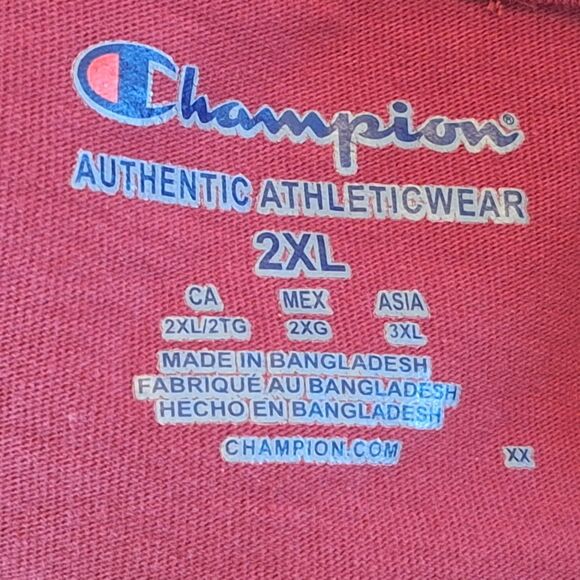 Champion®
AUTHENTIC ATHLETICWEAR
2XL
CA MEX ASIA
2XL/2TG 2XG 3XL
MADE IN BANGLADESH
FABRIQUÉ AU BANGLADESH
HECHO EN BANGLADESH
CHAMPION.COM
XX